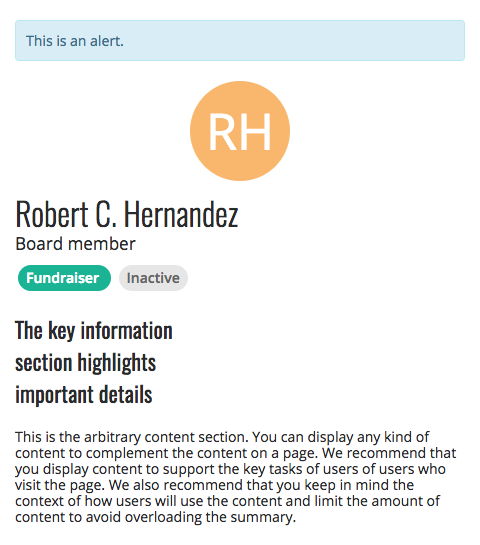 This is an alert.
RH
Robert C. Hernandez
Board member
Fundraiser Inactive
The key information
section highlights
important details
This is the arbitrary content section. You can display any kind of
content to complement the content on a page. We recommend that
you display content to support the key tasks of users of users who
visit the page. We also recommend that you keep in mind the
context of how users will use the content and limit the amount of
content to avoid overloading the summary.